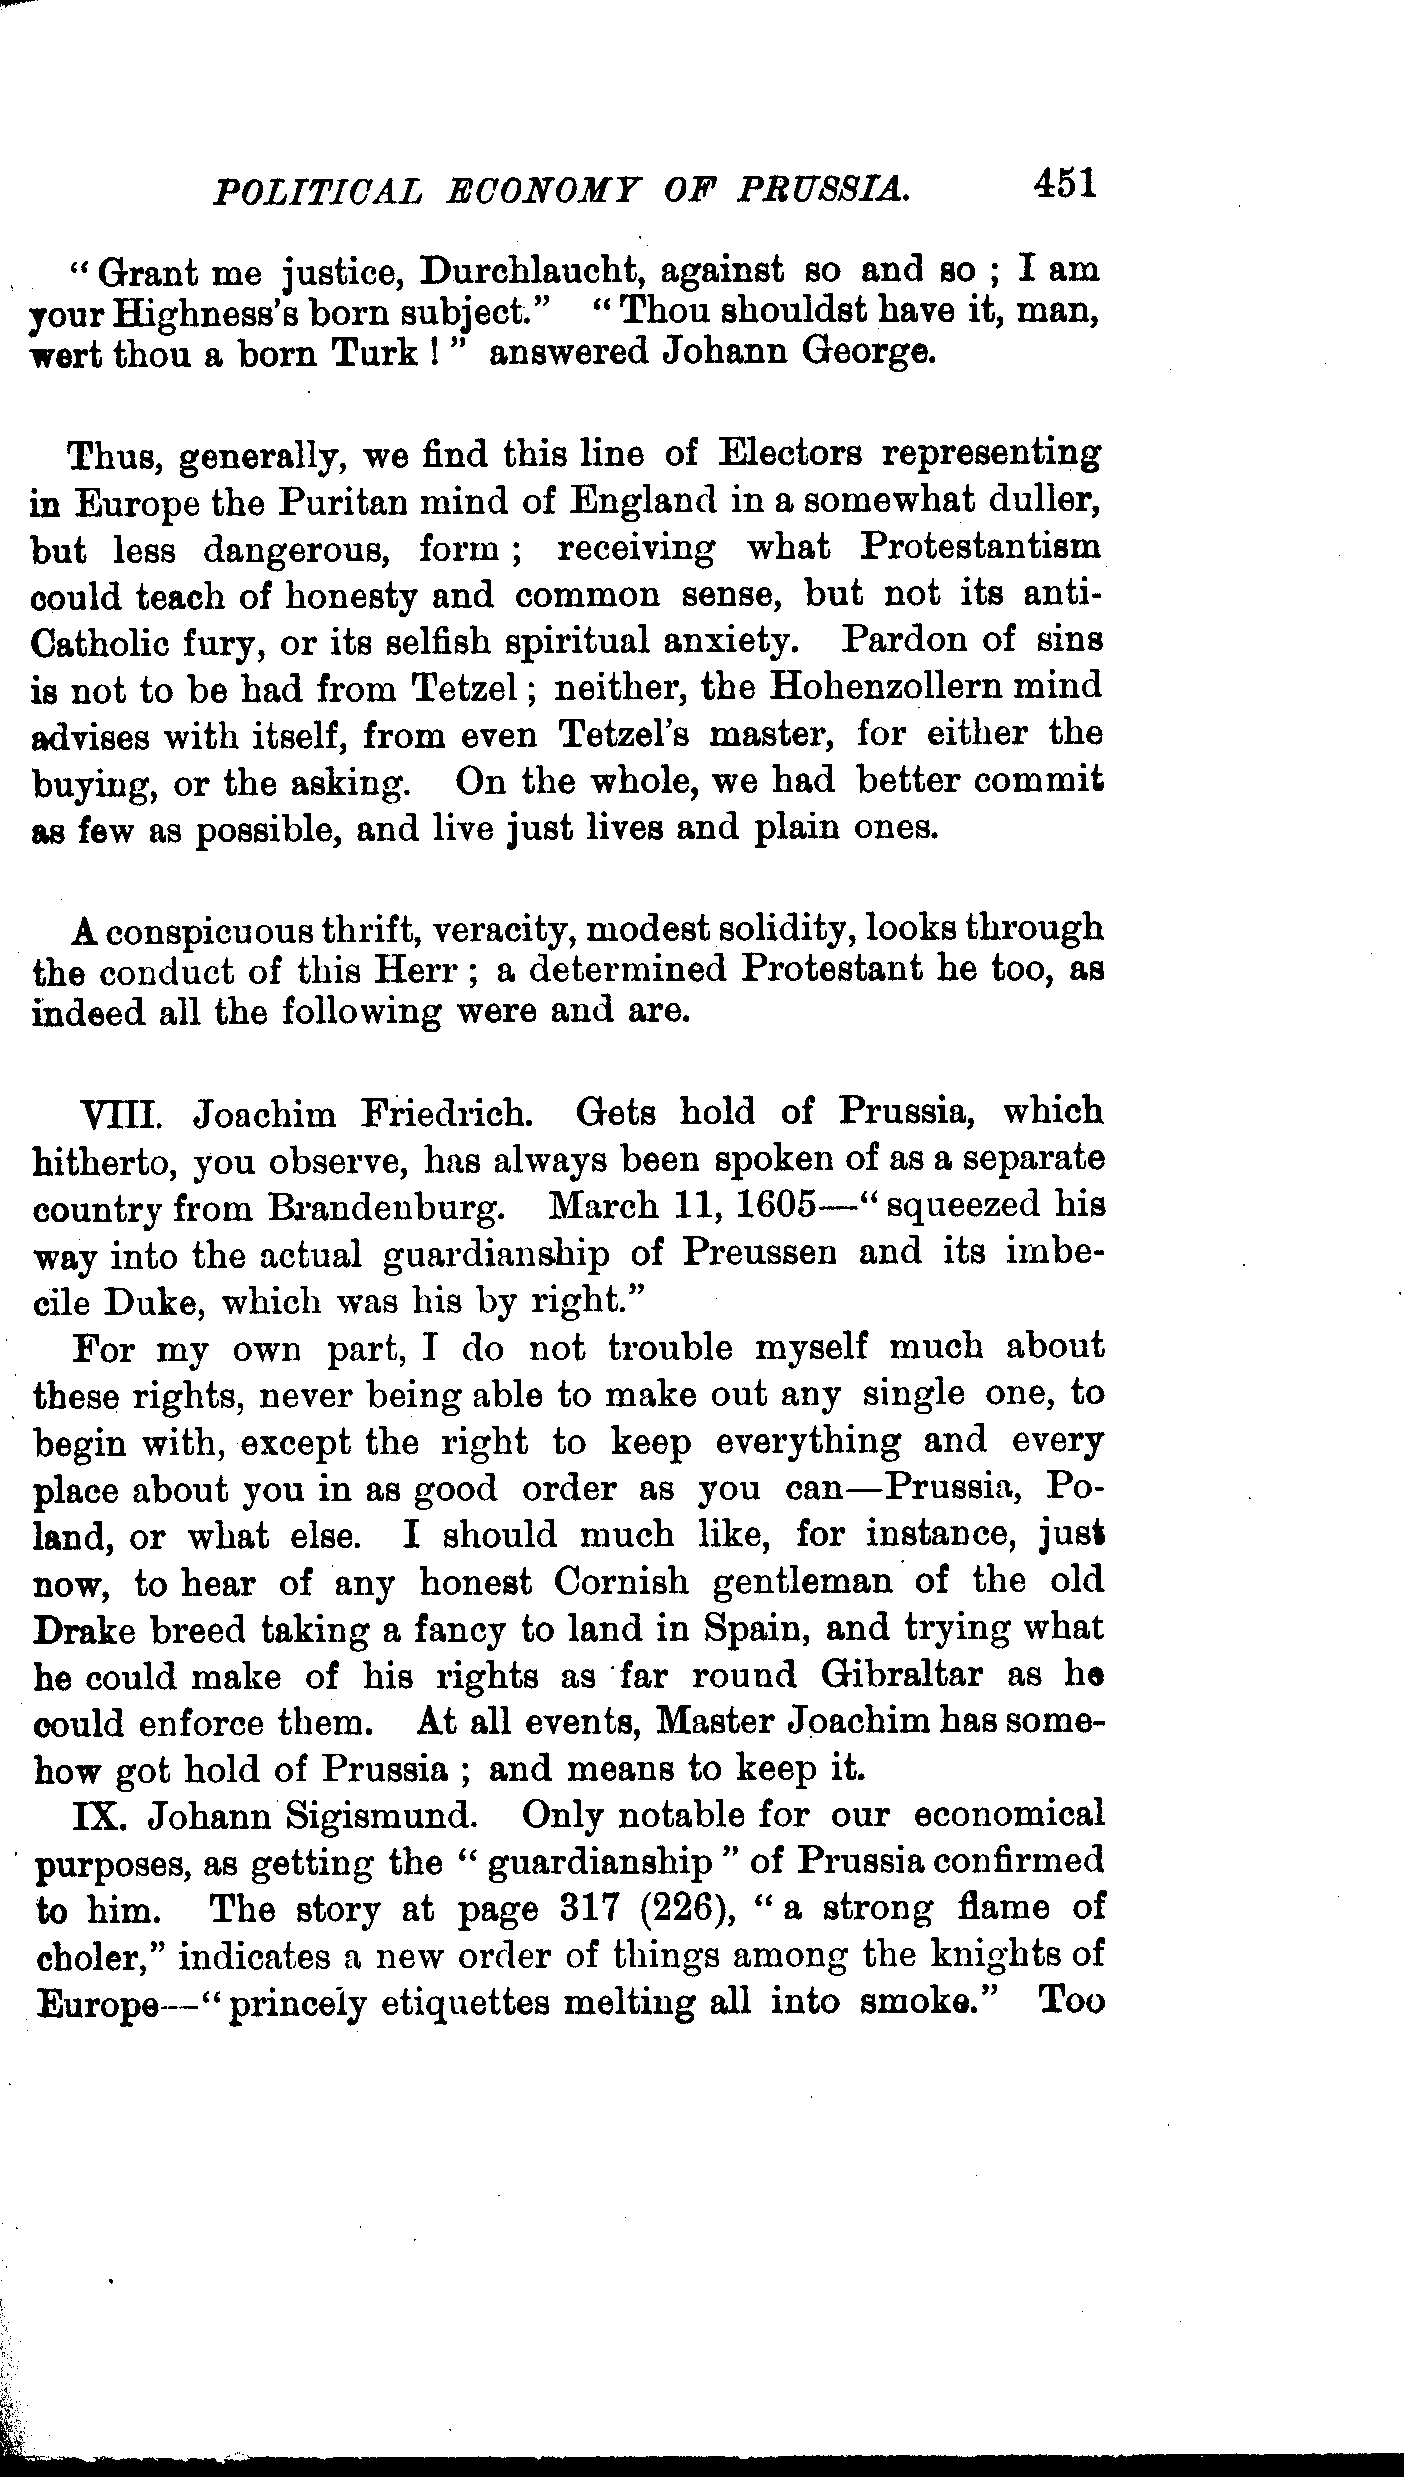 POLITICAL ECONOMY OF PRUSSIA. 451
“ Grant me justice, Durchlaucht, against so and so ; I am
your Highness's born subject.” “ Thou shouldst have it, man,
wert thou a born Turk ! ” answered Johann George.
Thus, generally, we find this line of Electors representing
in Europe the Puritan mind of England in a somewhat duller,
but less dangerous, form ; receiving what Protestantism
could teach of honesty and common sense, but not its anti-
Catholic fury, or its selfish spiritual anxiety. Pardon of sins
is not to be had from Tetzel ; neither, the Hohenzollern mind
advises with itself, from even Tetzel's master, for either the
buying, or the asking. On the whole, we had better commit
as few as possible, and live just lives and plain ones.
A conspicuous thrift, veracity, modest solidity, looks through
the conduct of this Herr ; a determined Protestant he too, as
indeed all the following were and are.
VIII. Joachim Friedrich. Gets hold of Prussia, which
hitherto, you observe, has always been spoken of as a separate
country from Brandenburg. March 11, 1605—“ squeezed his
way into the actual guardianship of Preussen and its imbe-
cile Duke, which was his by right.”
For my own part, I do not trouble myself much about
these rights, never being able to make out any single one, to
begin with, except the right to keep everything and every
place about you in as good order as you can—Prussia, Po-
land, or what else. I should much like, for instance, just
now, to hear of any honest Cornish gentleman of the old
Drake breed taking a fancy to land in Spain, and trying what
he could make of his rights as far round Gibraltar as he
could enforce them. At all events, Master Joachim has some-
how got hold of Prussia ; and means to keep it.
IX. Johann Sigismund. Only notable for our economical
purposes, as getting the “ guardianship ” of Prussia confirmed
to him. The story at page 317 (226), “ a strong flame of
choler,” indicates a new order of things among the knights of
Europe—“ princely etiquettes melting all into smoke.” Too